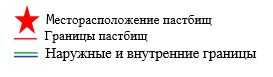 Месторасположение пастбищ
Границы пастбищ
Наружные и внутренние границы